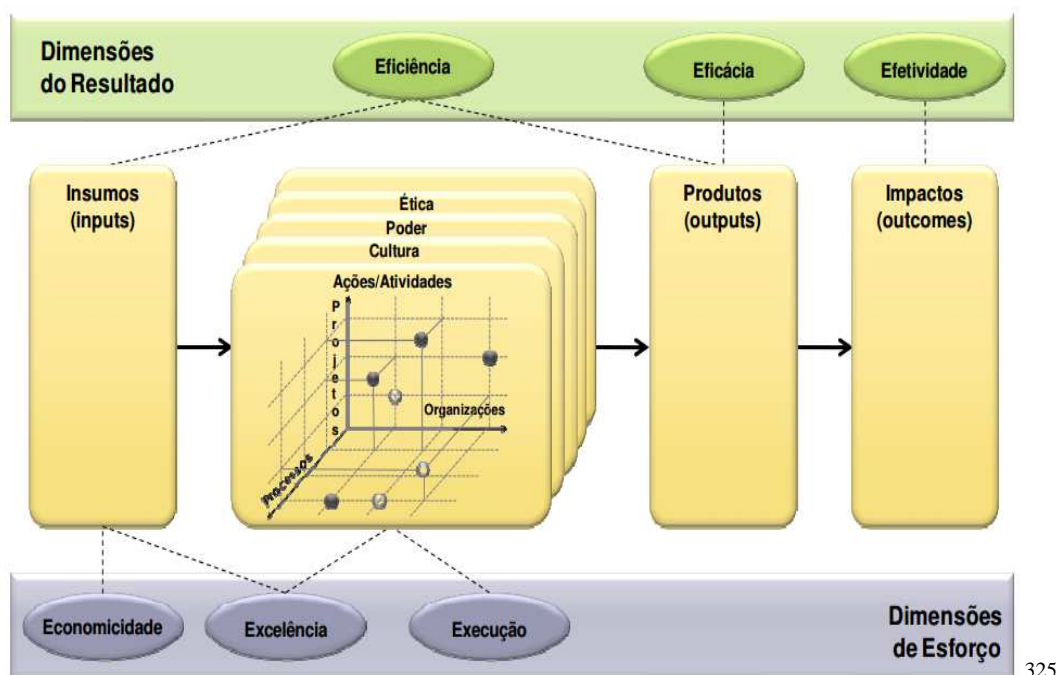 Dimensões
do Resultado
Eficiência
Eficácia
Efetividade
Insumos
(inputs)
Ética
Poder
Cultura
Ações/Atividades
Projetos
Organizações
Processos
Produtos
(outputs)
Impactos
(outcomes)
Economicidade
Excelência
Execução
Dimensões
de Esforço
325